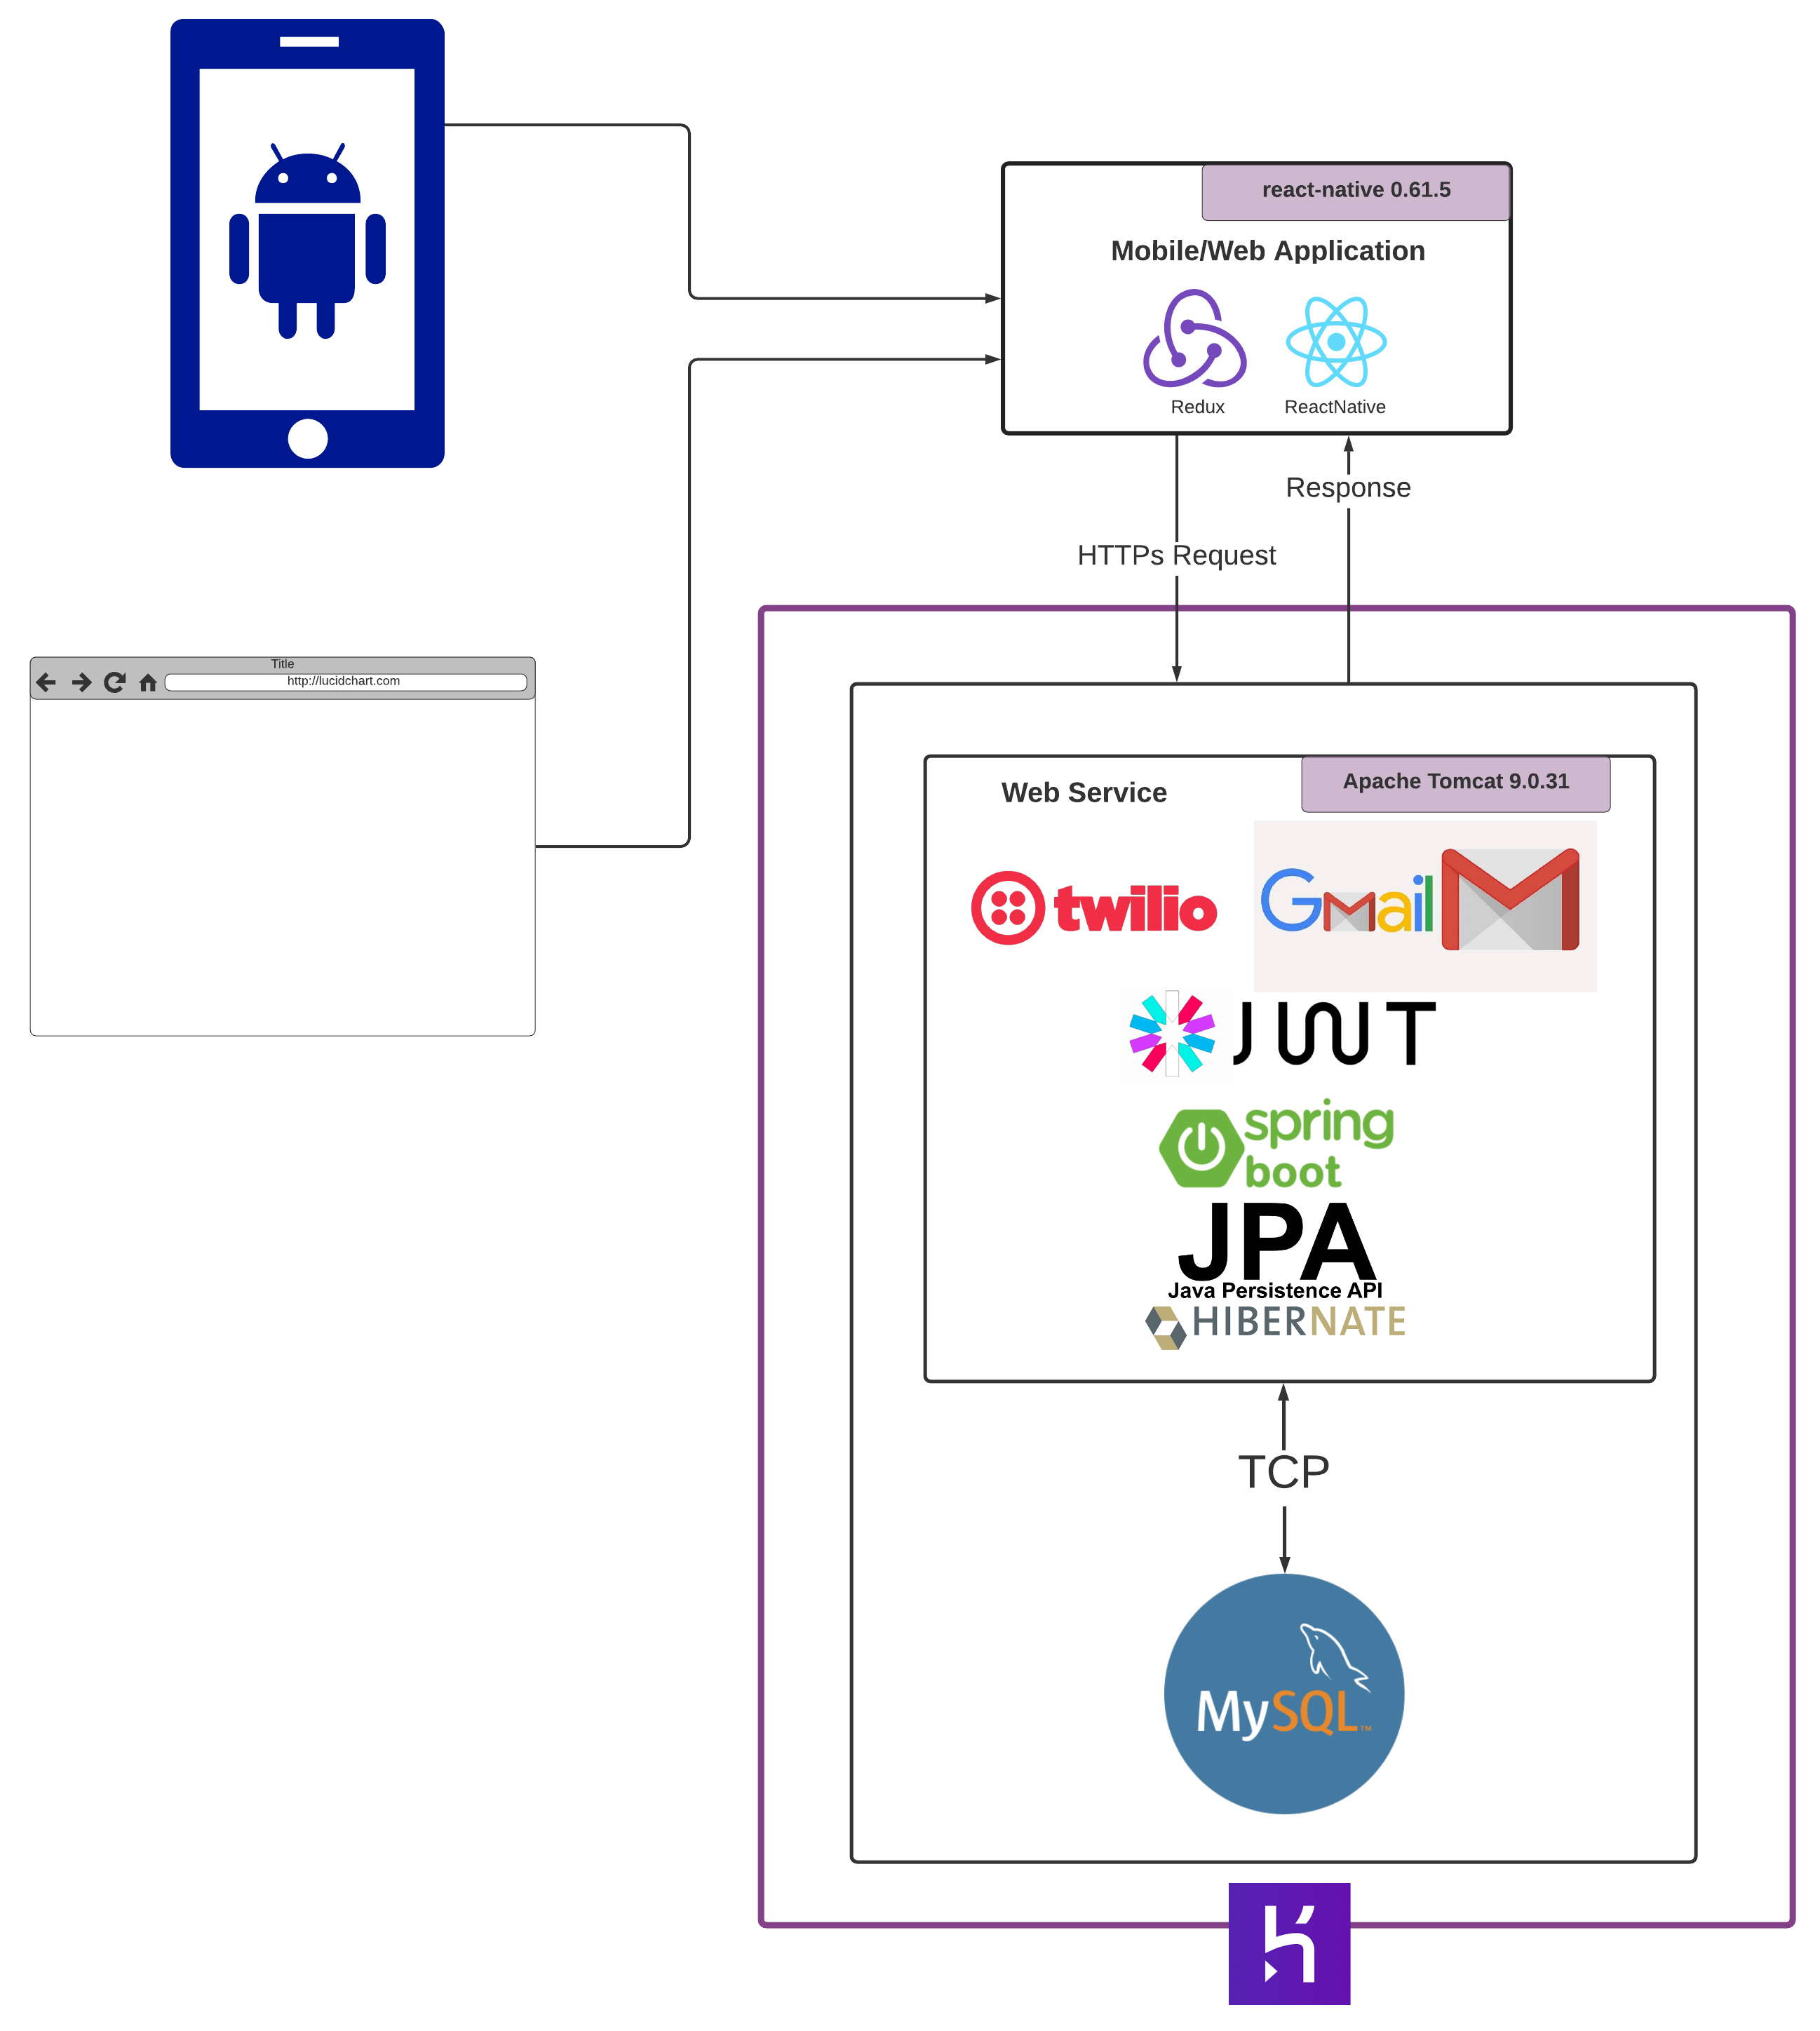 react-native 0.61.5
Mobile/Web Application
Redux
ReactNative
Response
HTTPs Request
Title
http://lucidchart.com
Web Service
Apache Tomcat 9.0.31
twilio
Gmail
JWT
spring
boot
JPA
Java Persistence API
HIBERNATE
TCP
MySQL™